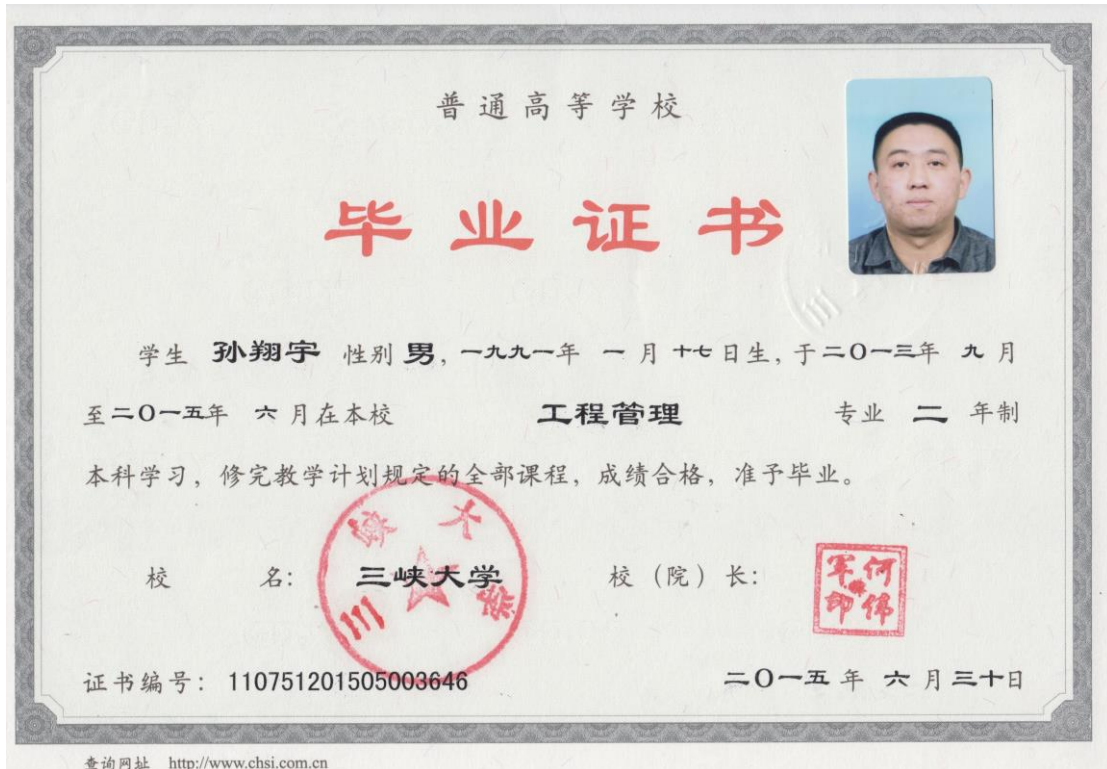 普通高等学校
毕业证书
学生 孙翔宇 性别 男, 一九九一年 一 月 十七 日生, 于二〇一三年 九 月
至二〇一五年 六 月在本校 工程管理 专业 二 年制
本科学习, 修完教学计划规定的全部课程, 成绩合格, 准予毕业。
三峡大学
校 名: 三峡大学 校 (院) 长: 何伟军印
证书编号: 110751201505003646 二〇一五 年 六 月 三十日
查询网址 http://www.chsi.com.cn